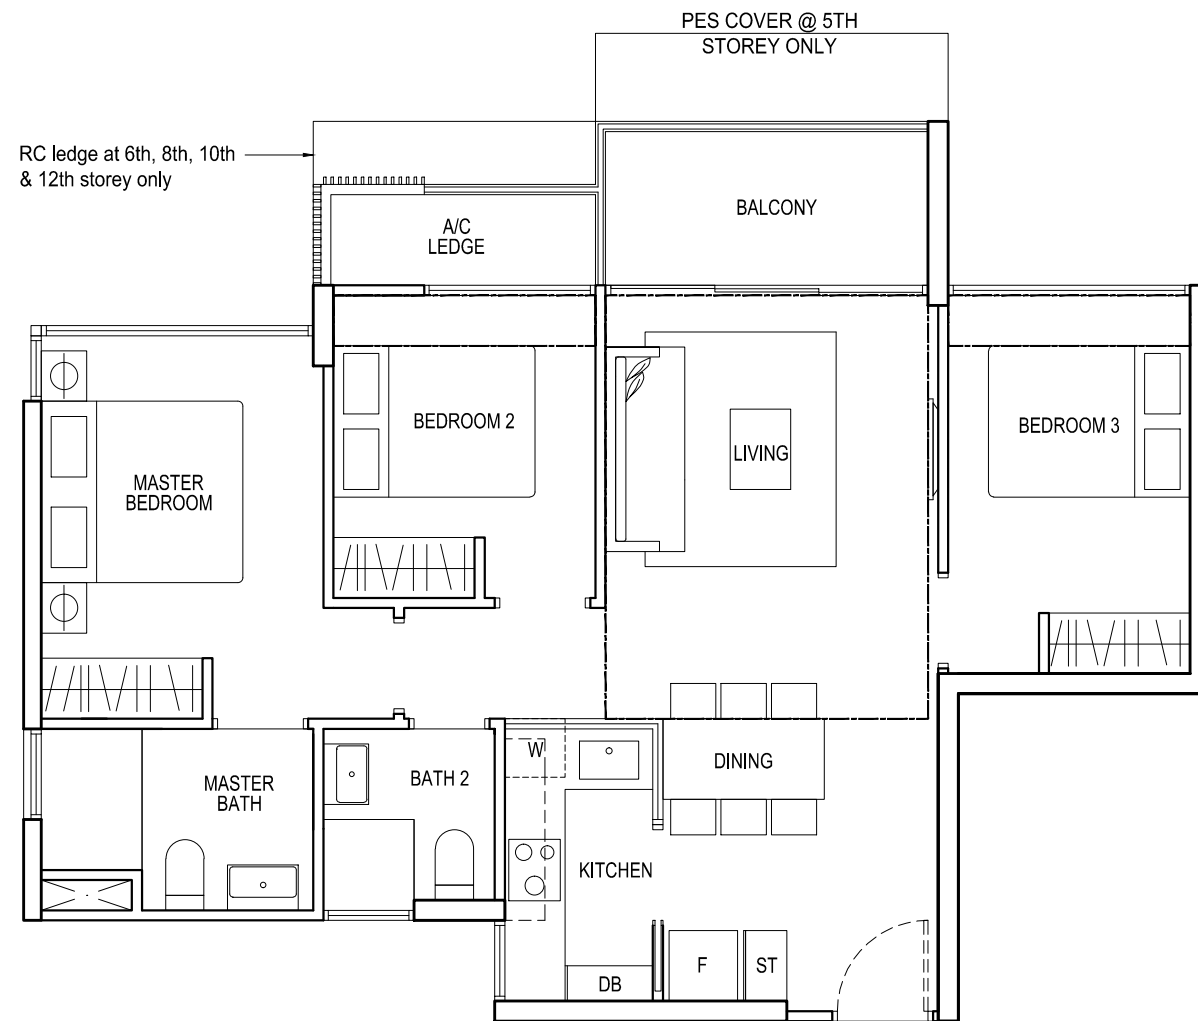 PES COVER @ 5TH
STOREY ONLY
RC ledge at 6th, 8th, 10th
& 12th storey only
A/C
LEDGE
BALCONY
BEDROOM 2
BEDROOM 3
LIVING
MASTER
BEDROOM
W
DINING
MASTER
BATH
BATH 2
KITCHEN
F
ST
DB